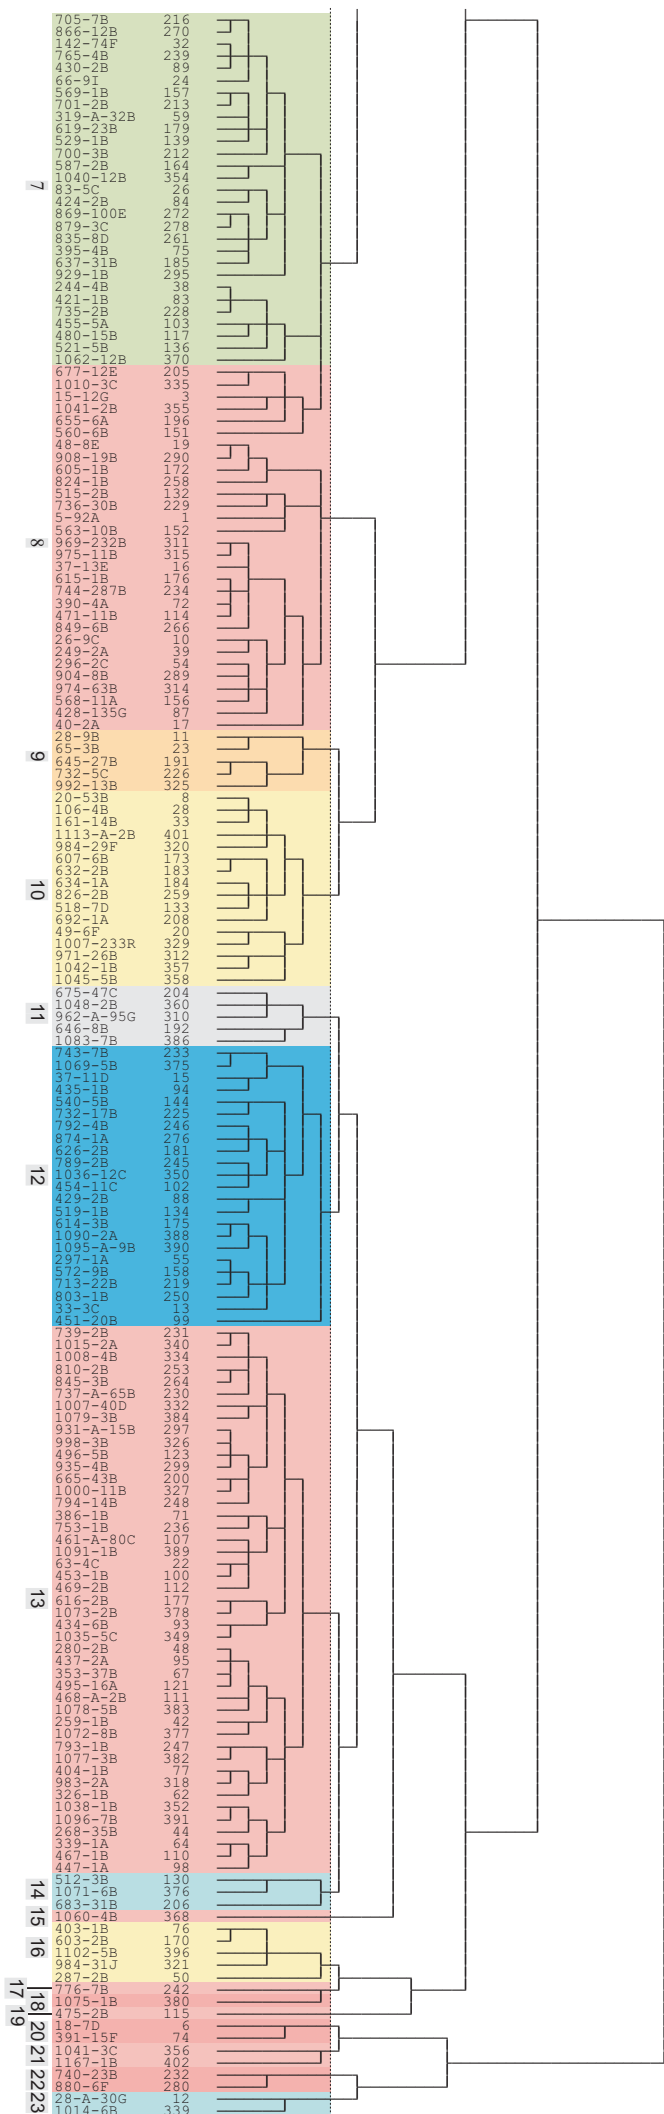 705-7B 216
866-12B 270
142-74F 32
765-4B 239
430-2B 89
66-9I 24
569-1B 157
701-2B 213
319-A-32B 59
619-23B 179
529-1B 139
700-3B 212
587-2B 164
1040-12B 354
83-5C 26
424-2B 84
869-100E 272
879-3C 278
835-8D 261
395-4B 75
637-31B 185
929-1B 295
244-4B 38
421-1B 83
735-2B 228
455-5A 103
480-15B 117
521-5B 136
1062-12B 370
7
677-12E 205
1010-3C 335
15-12G 3
1041-2B 355
655-6A 196
560-6B 151
48-8E 19
908-19B 290
605-1B 172
824-1B 258
515-2B 132
736-30B 229
5-92A 1
563-10B 152
969-232B 311
975-11B 315
37-13E 16
615-1B 176
744-287B 234
390-4A 72
471-11B 114
849-6B 266
26-9C 10
249-2A 39
296-2C 54
904-8B 289
974-63B 314
568-11A 156
428-135G 87
40-2A 17
8
28-9B 11
65-3B 23
645-27B 191
732-5C 226
992-13B 325
9
20-53B 8
106-4B 28
161-14B 33
1113-A-2B 401
984-29F 320
607-6B 173
632-2B 183
634-1A 184
826-2B 259
518-7D 133
692-1A 208
49-6F 20
1007-233R 329
971-26B 312
1042-1B 357
1045-5B 358
10
675-47C 204
1048-2B 360
962-A-95G 310
646-8B 192
1083-7B 386
11
743-7B 233
1069-5B 375
37-11D 15
435-1B 94
540-5B 144
732-17B 225
792-4B 246
874-1A 276
626-2B 181
789-2B 245
1036-12C 350
454-11C 102
429-2B 88
519-1B 134
614-3B 175
1090-2A 388
1095-A-9B 390
297-1A 55
572-9B 158
713-22B 219
803-1B 250
33-3C 13
451-20B 99
12
739-2B 231
1015-2A 340
1008-4B 334
810-2B 253
845-3B 264
737-A-65B 230
1007-40D 332
1079-3B 384
931-A-15B 297
998-3B 326
496-5B 123
935-4B 299
665-43B 200
1000-11B 327
794-14B 248
386-1B 71
753-1B 236
461-A-80C 107
1091-1B 389
63-4C 22
453-1B 100
469-2B 112
616-2B 177
1073-2B 378
434-6B 93
1035-5C 349
280-2B 48
437-2A 95
353-37B 67
495-16A 121
468-A-2B 111
1078-5B 383
259-1B 42
1072-8B 377
793-1B 247
1077-3B 382
404-1B 77
983-2A 318
326-1B 62
1038-1B 352
1096-7B 391
268-35B 44
339-1A 64
467-1B 110
447-1A 98
13
512-3B 130
1071-6B 376
683-31B 206
14
1060-4B 368
15
403-1B 76
603-2B 170
1102-5B 396
984-31J 321
287-2B 50
16
776-7B 242
17
1075-1B 380
18
475-2B 115
19
18-7D 6
391-15F 74
20
1041-3C 356
1167-1B 402
21
740-23B 232
880-6F 280
22
28-A-30G 12
1014-6B 339
23